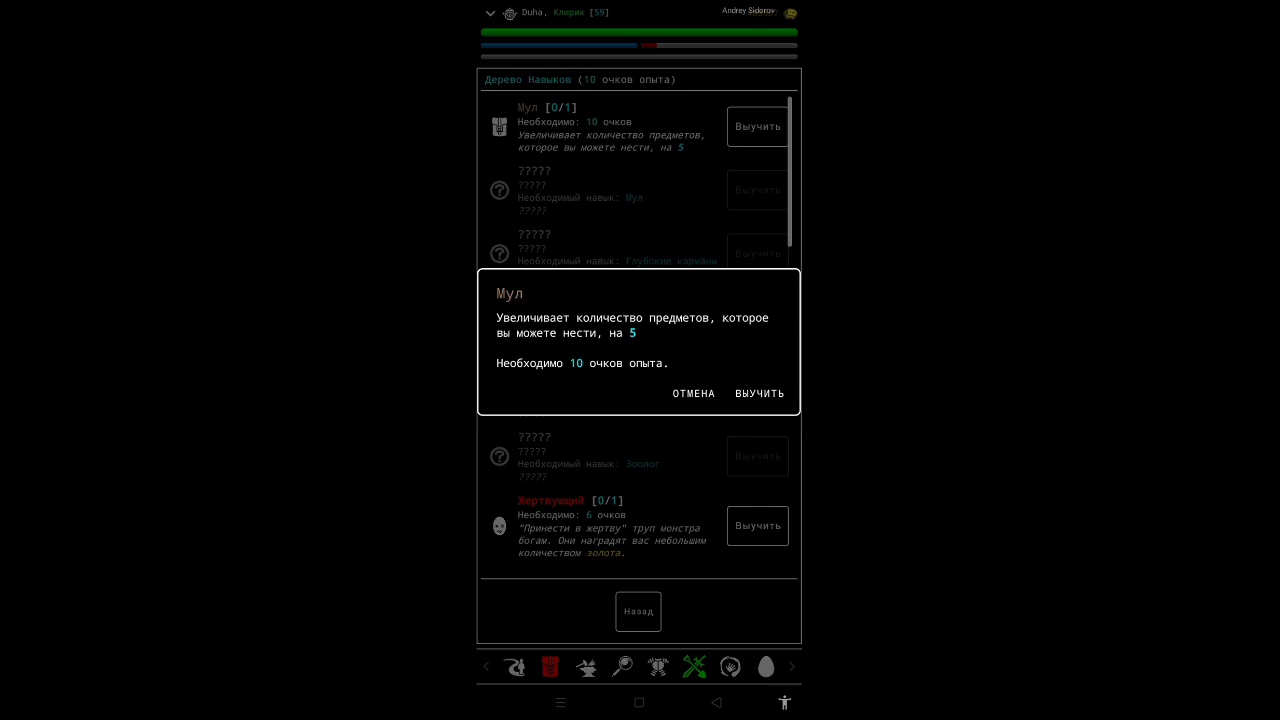 Duha, Клирик [59]
Andrey Sidorov
Дерево Навыков (10 очков опыта)
Мул [0/1]
Необходимо: 10 очков
Увеличивает количество предметов,
которое вы можете нести, на 5
Выучить
?????
?????
Необходимый навык: Мул
?????
Выучить
?????
?????
Необходимый навык: Глубокие карманы
Выучить
Мул
Увеличивает количество предметов, которое
вы можете нести, на 5
Необходимо 10 очков опыта.
ОТМЕНА ВЫУЧИТЬ
?????
?????
Необходимый навык: Зоолог
?????
Выучить
Жертвующий [0/1]
Необходимо: 6 очков
"Принести в жертву" труп монстра
богам. Они наградят вас небольшим
количеством золота.
Выучить
Назад